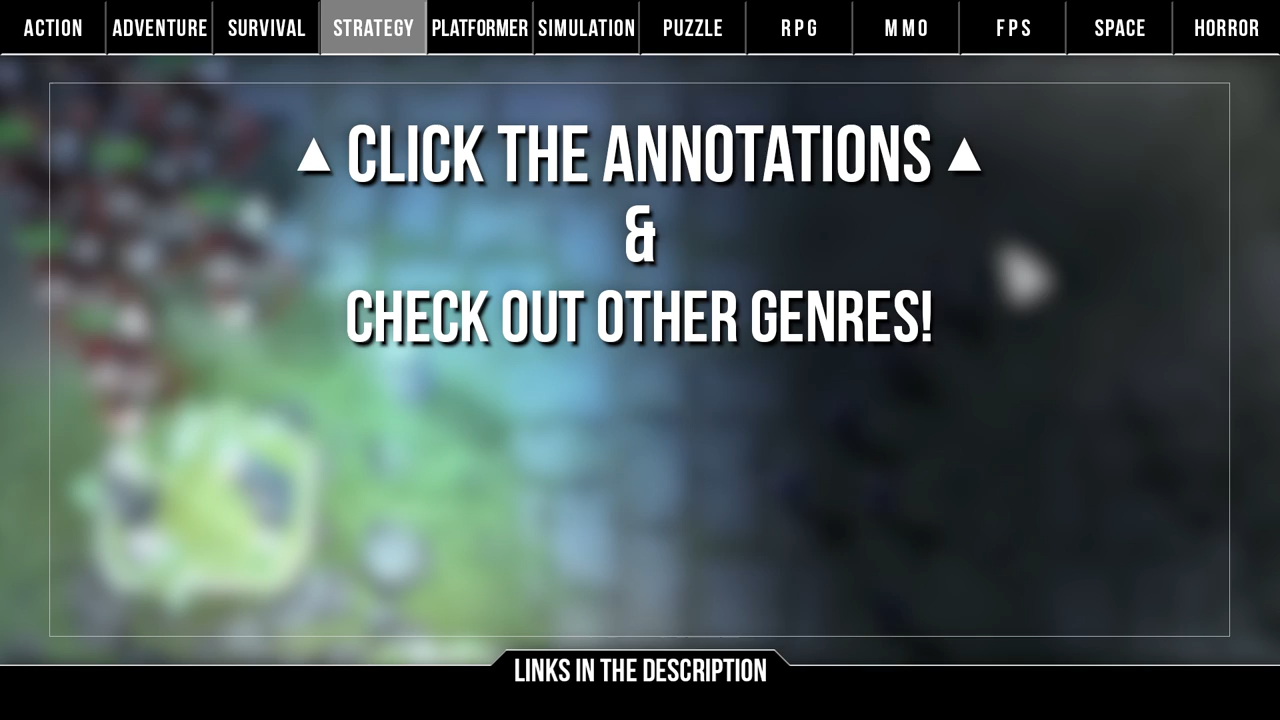 ACTION ADVENTURE SURVIVAL STRATEGY PLATFORMER SIMULATION PUZZLE RPG MMO FPS SPACE HORROR
▲ CLICK THE ANNOTATIONS ▲
&
CHECK OUT OTHER GENRES!
LINKS IN THE DESCRIPTION